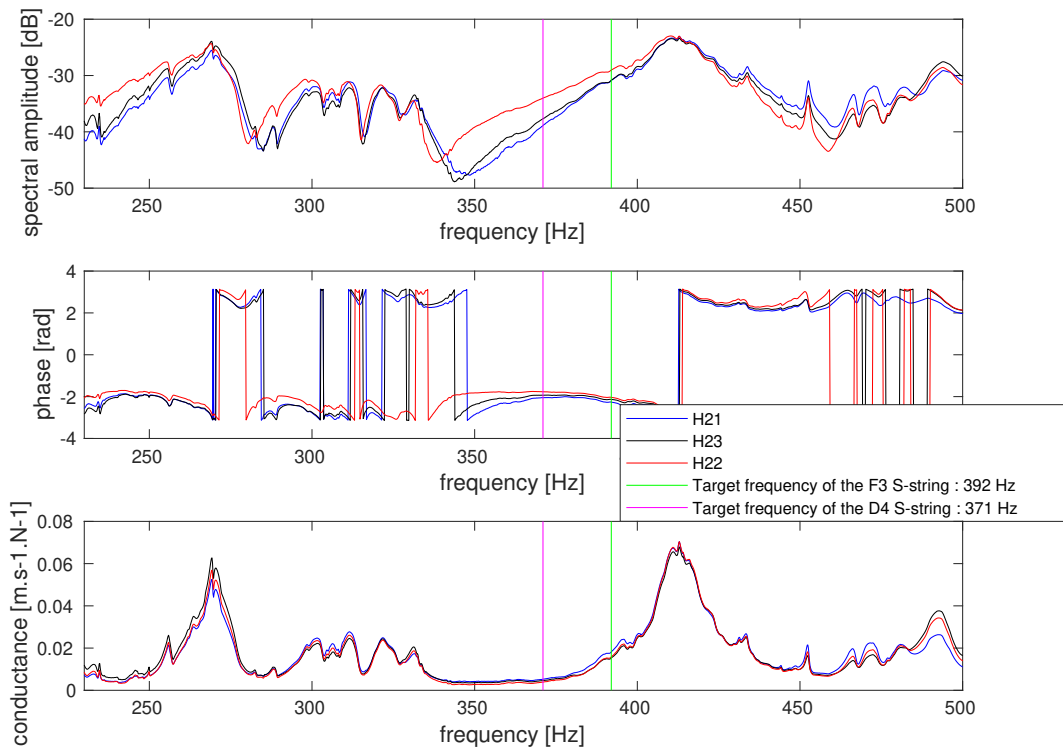 -20
-30
-40
-50
spectral amplitude [dB]
250 300 350 400 450 500
frequency [Hz]
4
2
0
-2
-4
phase [rad]
250 300 350 400 450 500
frequency [Hz]
H21
H23
H22
Target frequency of the F3 S-string : 392 Hz
Target frequency of the D4 S-string : 371 Hz
0.08
0.06
0.04
0.02
0
conductance [m.s-1.N-1]
250 300 350 400 450 500
frequency [Hz]